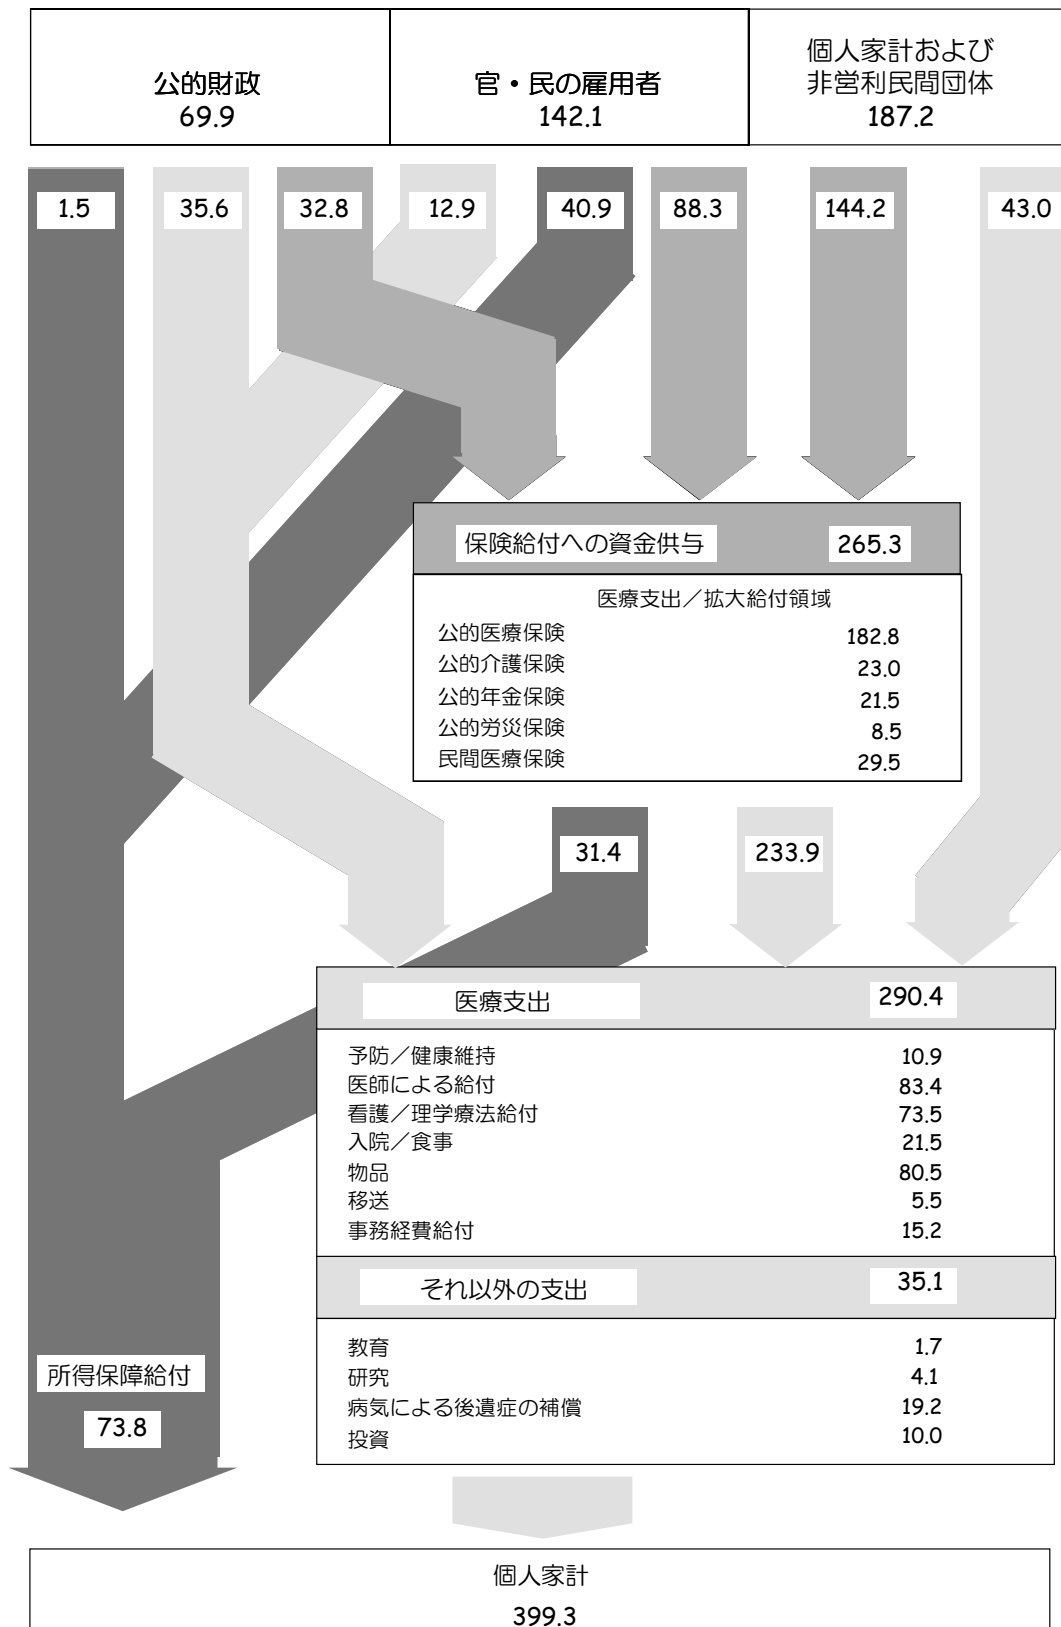 公的財政
69.9
官・民の雇用者
142.1
個人家計および
非営利民間団体
187.2
1.5
35.6
32.8
12.9
40.9
88.3
144.2
43.0
保険給付への資金供与 265.3
医療支出／拡大給付領域
公的医療保険 182.8
公的介護保険 23.0
公的年金保険 21.5
公的労災保険 8.5
民間医療保険 29.5
31.4
233.9
医療支出 290.4
予防／健康維持 10.9
医師による給付 83.4
看護／理学療法給付 73.5
入院／食事 21.5
物品 80.5
移送 5.5
事務経費給付 15.2
それ以外の支出 35.1
教育 1.7
研究 4.1
病気による後遺症の補償 19.2
投資 10.0
所得保障給付
73.8
個人家計
399.3